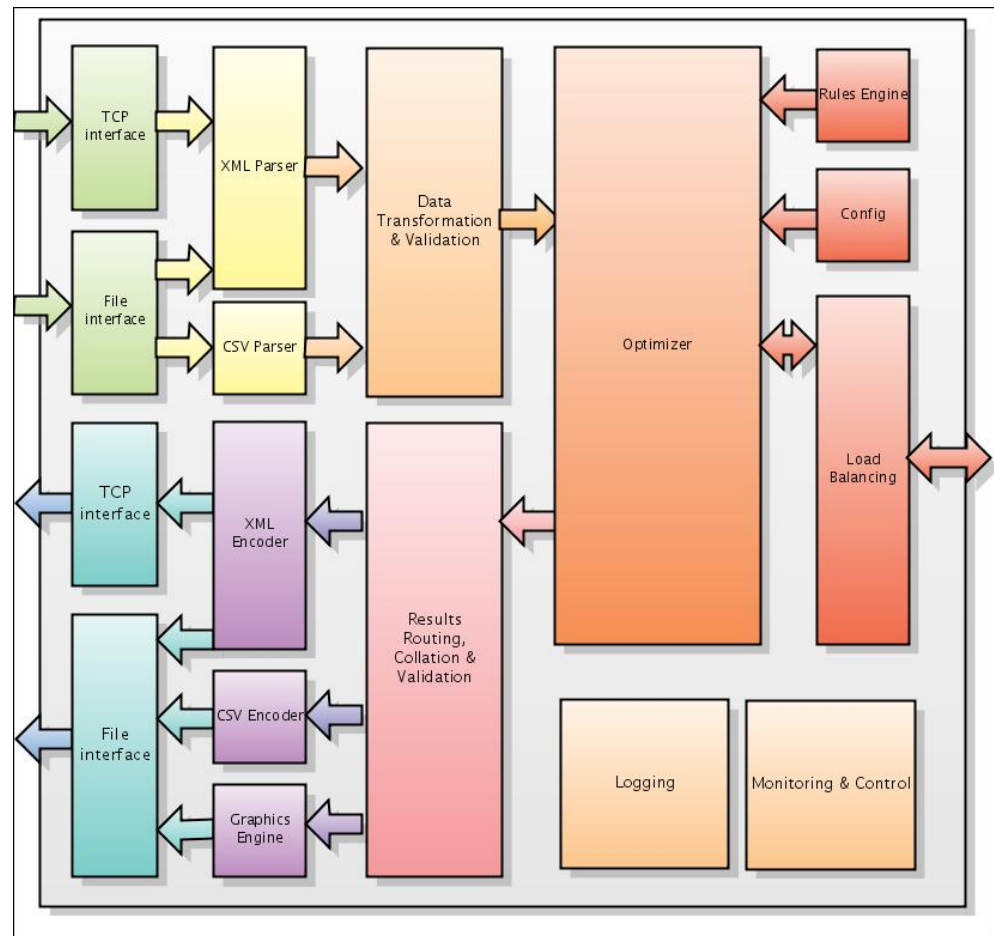 TCP
interface
XML Parser
File
interface
CSV Parser
Data
Transformation
& Validation
Optimizer
Rules Engine
Config
Load
Balancing
TCP
interface
XML
Encoder
File
interface
CSV Encoder
Graphics
Engine
Results
Routing,
Collation &
Validation
Logging
Monitoring & Control